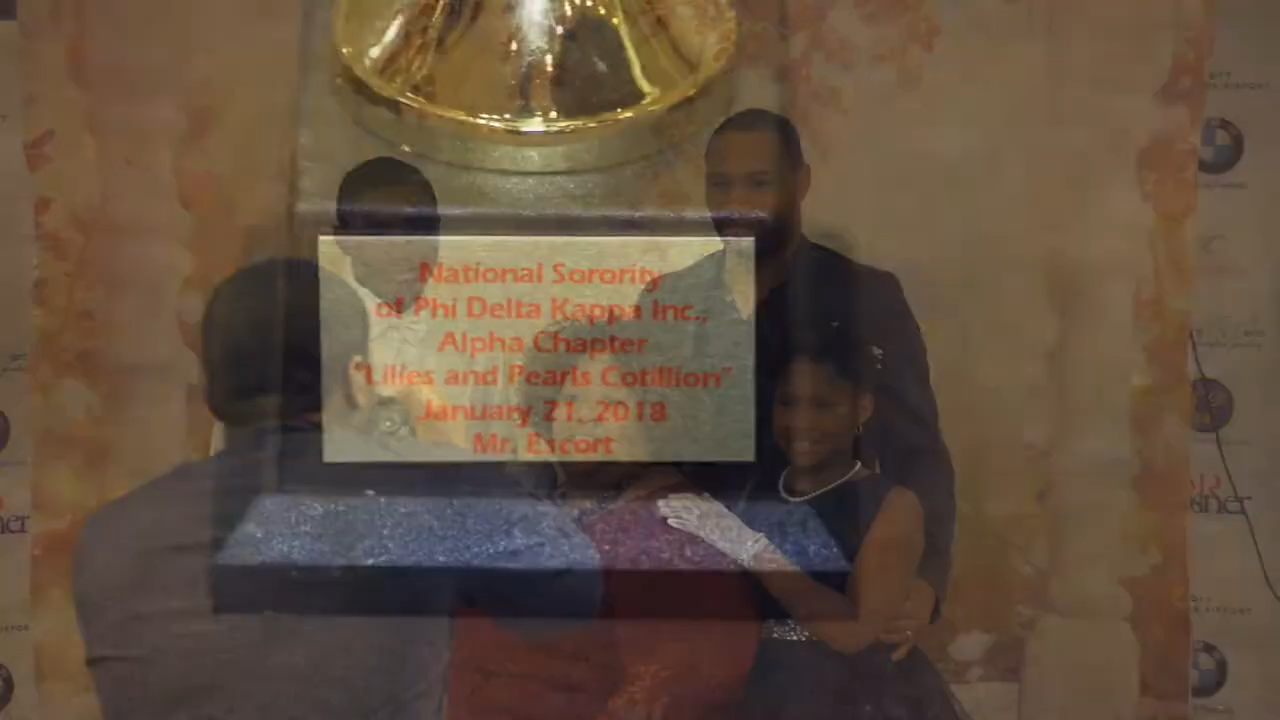 National Sorority
of Phi Delta Kappa Inc.,
Alpha Chapter
"Lilies and Pearls Cotillion"
January 21, 2018
Mr. Escort